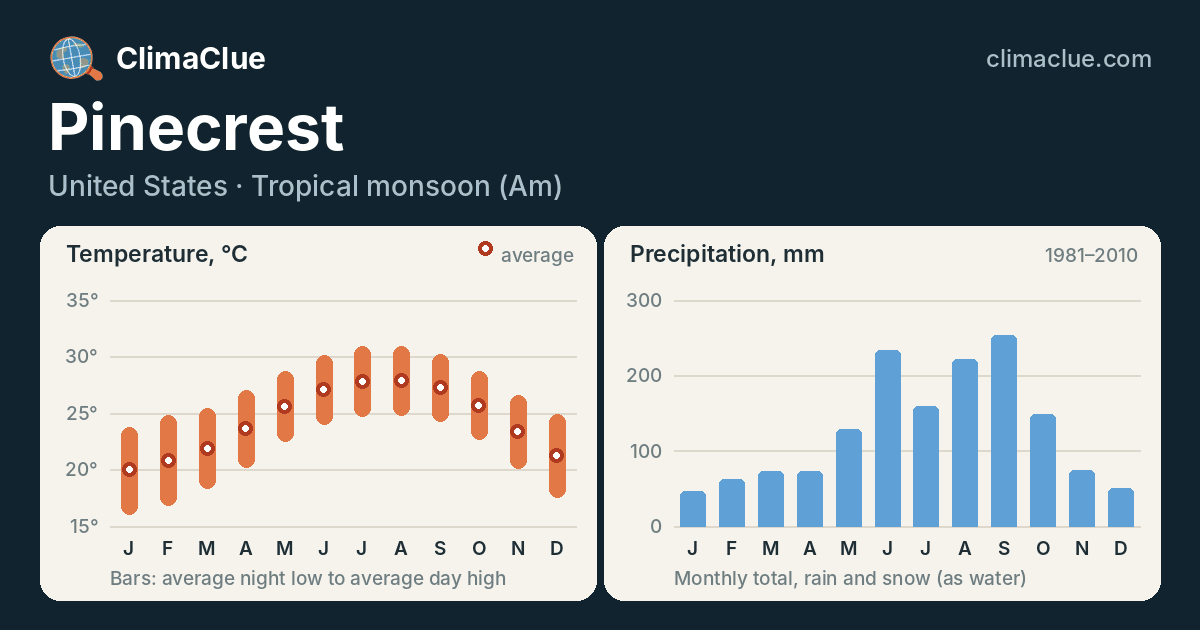 ClimaClue
climaclue.com
Pinecrest
United States · Tropical monsoon (Am)
Temperature, °C
average
35°
30°
25°
20°
15°
J F M A M J J A S O N D
Bars: average night low to average day high
Precipitation, mm
1981–2010
300
200
100
0
J F M A M J J A S O N D
Monthly total, rain and snow (as water)